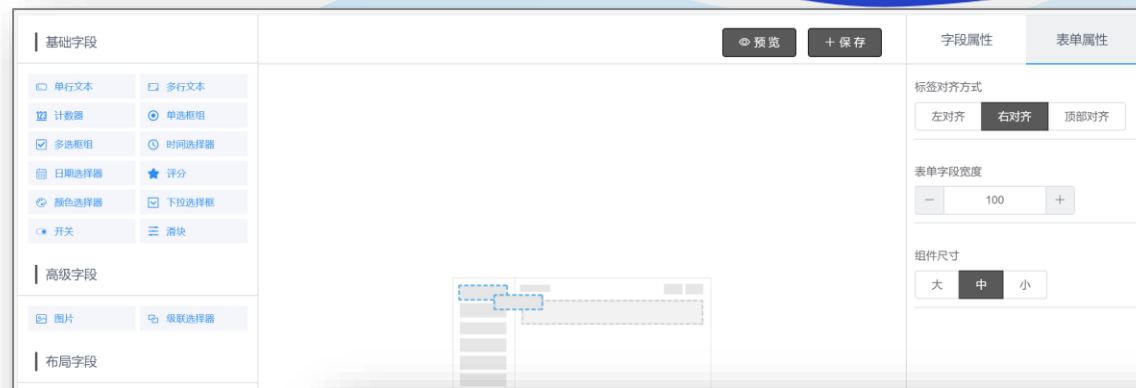 基础字段
预览
保存
字段属性
表单属性
单行文本
多行文本
标签对齐方式
计数器
单选框组
左对齐
右对齐
顶部对齐
多选框组
时间选择器
日期选择器
评分
表单字段宽度
颜色选择器
下拉选择框
100
开关
滑块
高级字段
组件尺寸
大
中
小
图片
级联选择器
布局字段